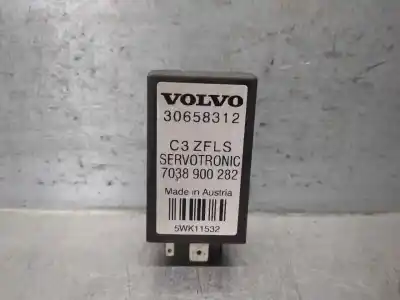 VOLVO
30658312
C3 ZFLS
SERVOTRONIC
7038 900 282
Made in Austria
5WK11532